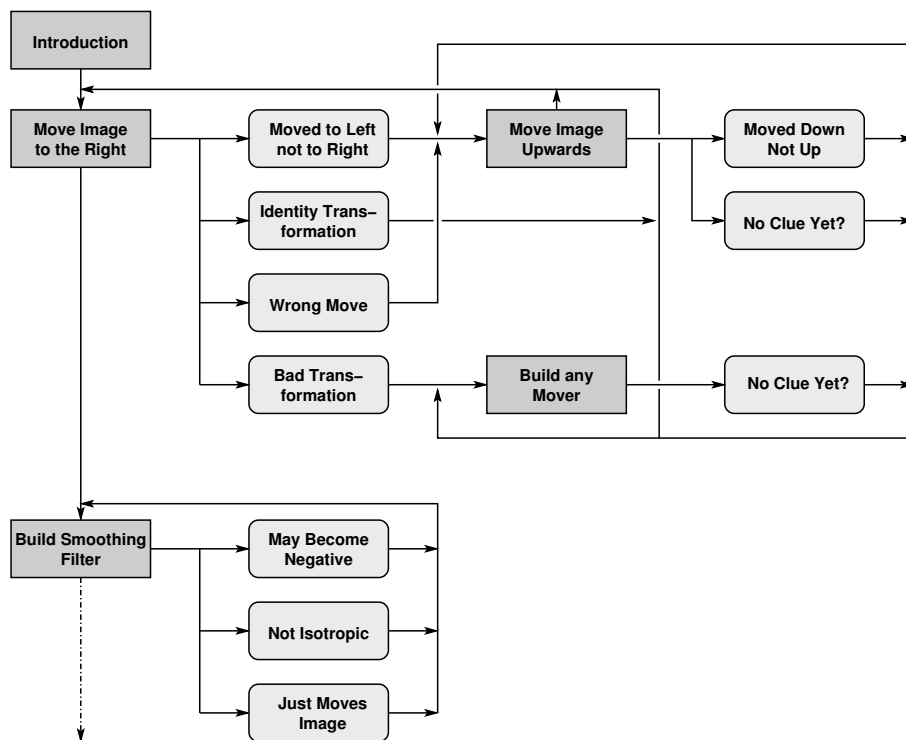 Introduction
Move Image
to the Right
Moved to Left
not to Right
Move Image
Upwards
Moved Down
Not Up
Identity Trans–
formation
No Clue Yet?
Wrong Move
Bad Trans–
formation
Build any
Mover
No Clue Yet?
Build Smoothing
Filter
May Become
Negative
Not Isotropic
Just Moves
Image